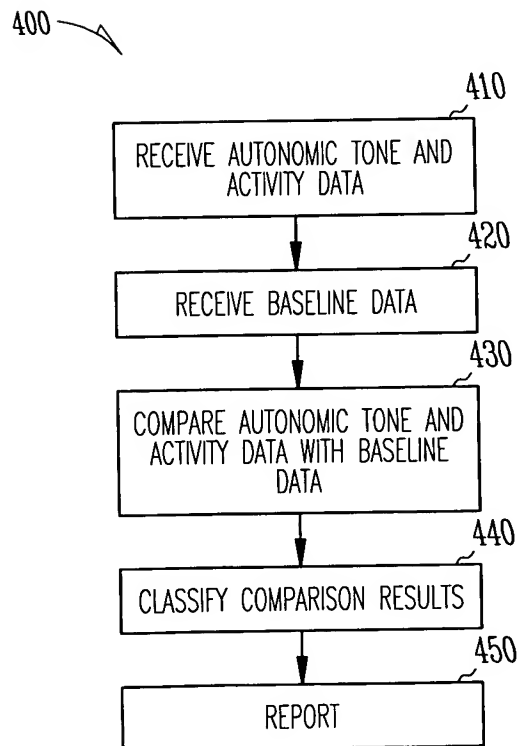 400
410
RECEIVE AUTONOMIC TONE AND
ACTIVITY DATA
420
RECEIVE BASELINE DATA
430
COMPARE AUTONOMIC TONE AND
ACTIVITY DATA WITH BASELINE
DATA
440
CLASSIFY COMPARISON RESULTS
450
REPORT